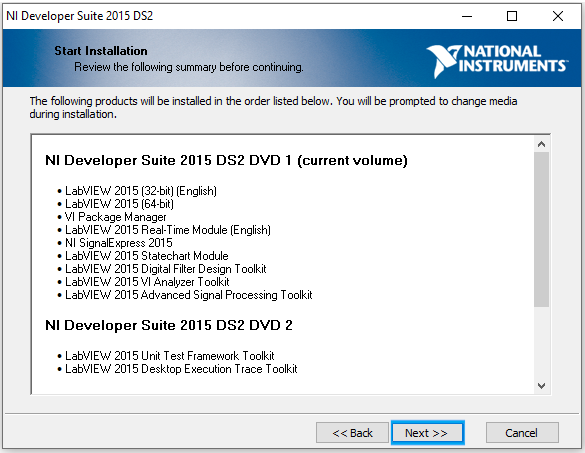 NI Developer Suite 2015 DS2
Start Installation
Review the following summary before continuing.
NATIONAL
INSTRUMENTS
The following products will be installed in the order listed below. You will be prompted to change media
during installation.
NI Developer Suite 2015 DS2 DVD 1 (current volume)
• LabVIEW 2015 (32-bit) (English)
• LabVIEW 2015 (64-bit)
• VI Package Manager
• LabVIEW 2015 Real-Time Module (English)
• NI SignalExpress 2015
• LabVIEW 2015 Statechart Module
• LabVIEW 2015 Digital Filter Design Toolkit
• LabVIEW 2015 VI Analyzer Toolkit
• LabVIEW 2015 Advanced Signal Processing Toolkit
NI Developer Suite 2015 DS2 DVD 2
• LabVIEW 2015 Unit Test Framework Toolkit
• LabVIEW 2015 Desktop Execution Trace Toolkit
<< Back
Next >>
Cancel